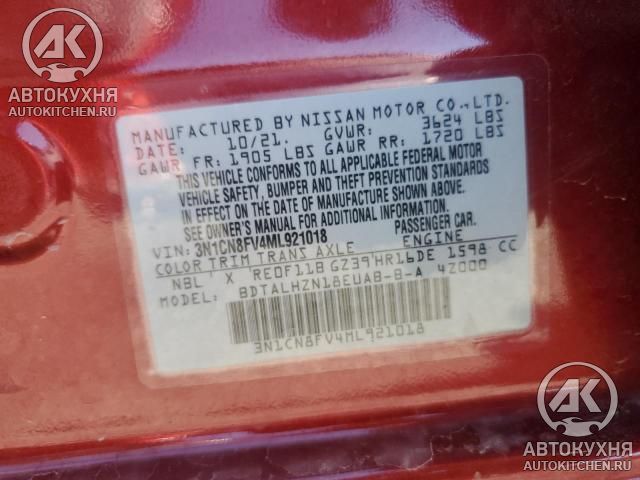 AK
АВТОКУХНЯ
AUTOKITCHEN.RU
MANUFACTURED BY NISSAN MOTOR CO.,LTD.
DATE: 10/21. GVWR: 3624 LBS
GAWR FR: 1905 LBS GAWR RR: 1720 LBS
THIS VEHICLE CONFORMS TO ALL APPLICABLE FEDERAL MOTOR
VEHICLE SAFETY, BUMPER AND THEFT PREVENTION STANDARDS
IN EFFECT ON THE DATE OF MANUFACTURE SHOWN ABOVE.
SEE OWNER'S MANUAL FOR ADDITIONAL INFORMATION.
VIN: 3N1CN8FV4ML921018 PASSENGER CAR.
COLOR TRIM TRANS AXLE ENGINE
NBL X RE0F11B GZ39 HR16DE 1598 CC
BDTALHZN18EUAB-B-A 4Z000
3N1CN8FV4ML921018
AK
АВТОКУХНЯ
AUTOKITCHEN.RU